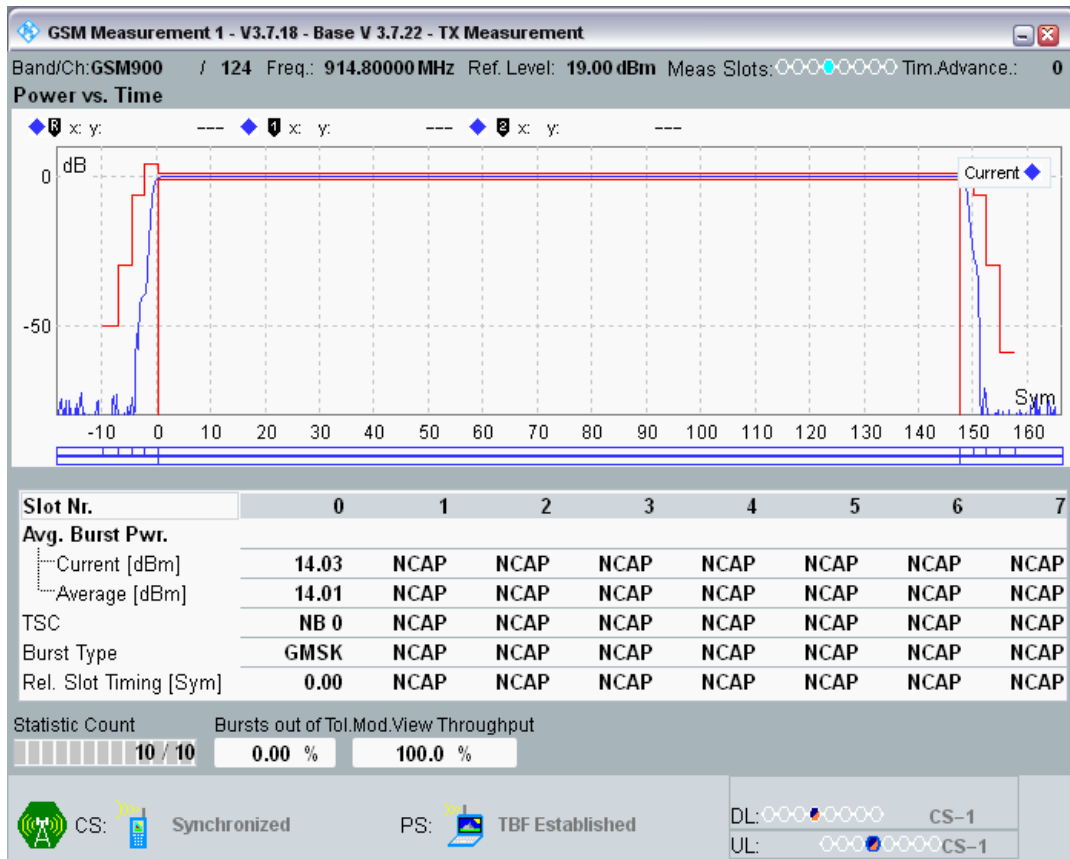 GSM Measurement 1 - V3.7.18 - Base V 3.7.22 - TX Measurement
Band/Ch:GSM900 / 124 Freq.: 914.80000 MHz Ref. Level: 19.00 dBm Meas Slots: Tim.Advance.: 0
Power vs. Time
R x: y: --- 1 x: y: --- 2 x: y: ---
dB
Current
0
-50
Sym
-10 0 10 20 30 40 50 60 70 80 90 100 110 120 130 140 150 160
Slot Nr. 0 1 2 3 4 5 6 7
Avg. Burst Pwr.
Current [dBm] 14.03 NCAP NCAP NCAP NCAP NCAP NCAP NCAP
Average [dBm] 14.01 NCAP NCAP NCAP NCAP NCAP NCAP NCAP
TSC NB 0 NCAP NCAP NCAP NCAP NCAP NCAP NCAP
Burst Type GMSK NCAP NCAP NCAP NCAP NCAP NCAP NCAP
Rel. Slot Timing [Sym] 0.00 NCAP NCAP NCAP NCAP NCAP NCAP NCAP
Statistic Count Bursts out of Tol. Mod.View Throughput
10 / 10 0.00 % 100.0 %
CS: Synchronized PS: TBF Established DL: CS-1
UL: CS-1